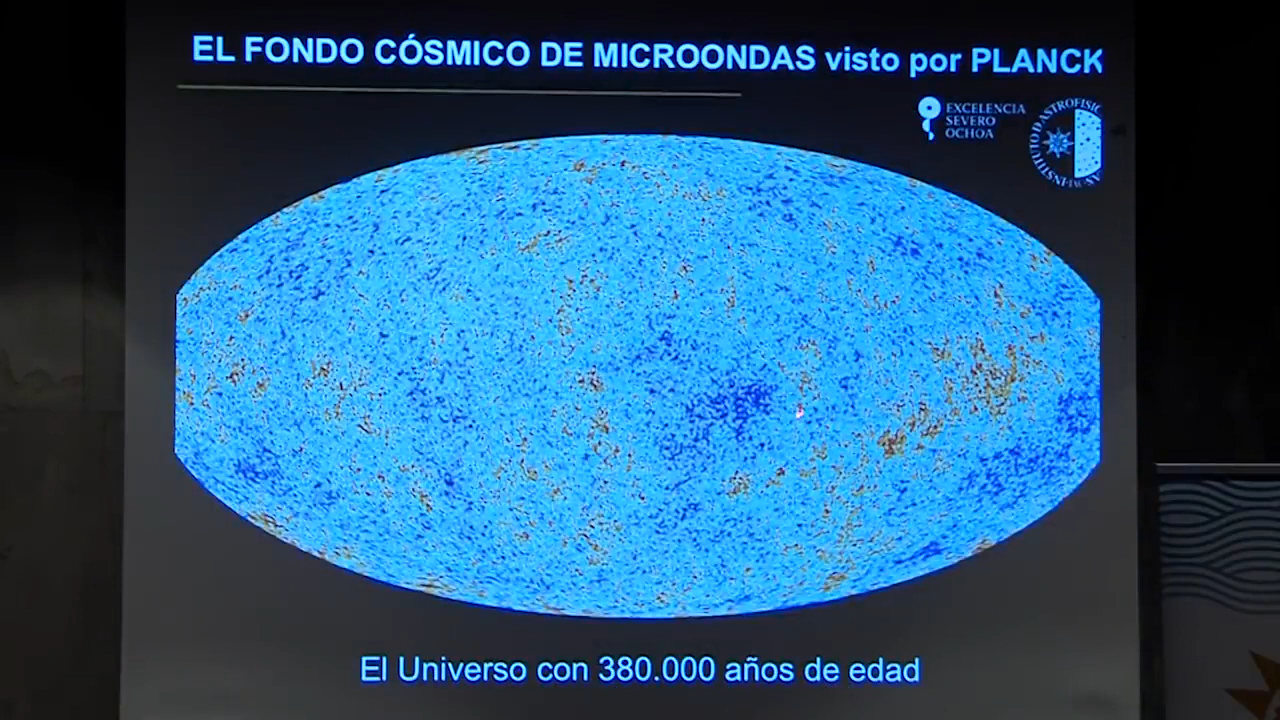 EL FONDO CÓSMICO DE MICROONDAS visto por PLANCK
EXCELENCIA
SEVERO
OCHOA
El Universo con 380.000 años de edad